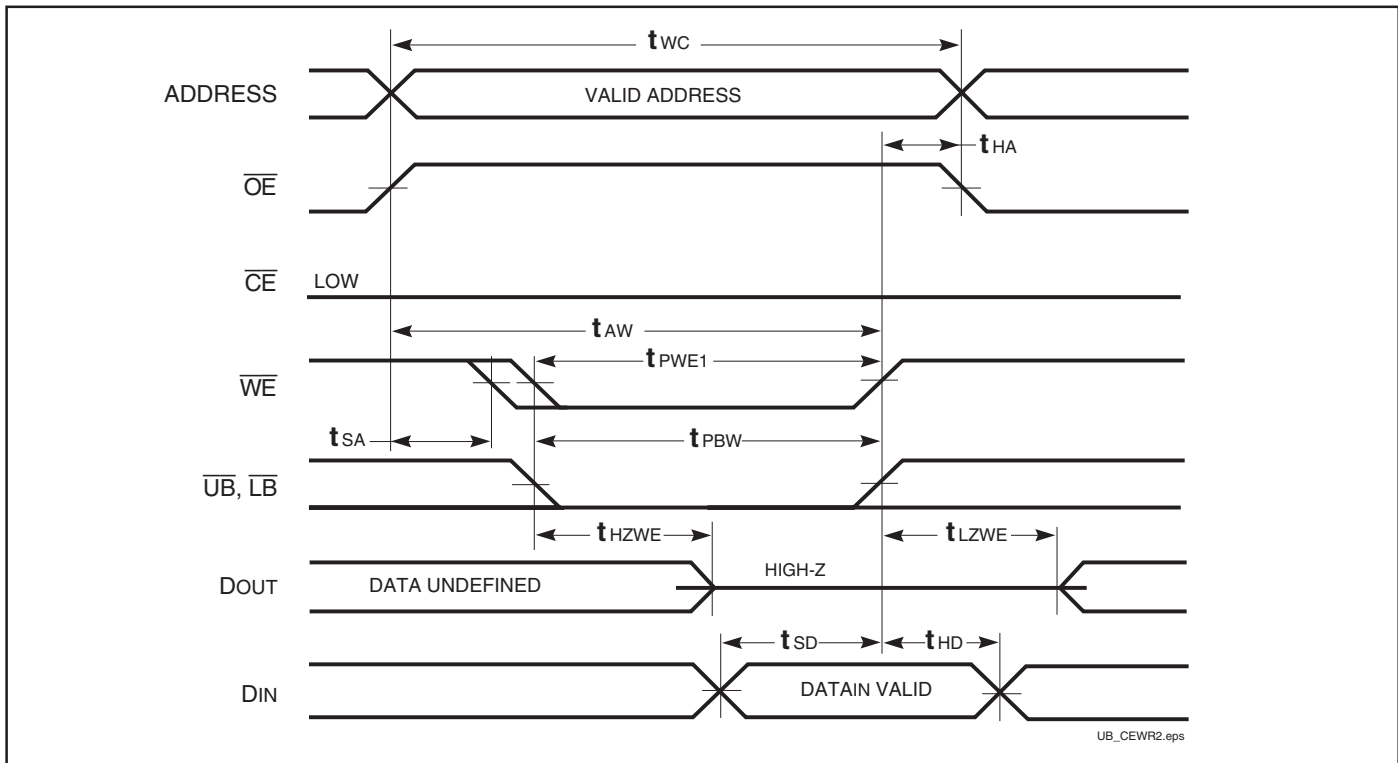 tWC
ADDRESS
VALID ADDRESS
tHA
OE
CE
LOW
tAW
tPWE1
WE
tSA
tPBW
UB, LB
tHZWE
tLZWE
DOUT
DATA UNDEFINED
HIGH-Z
tSD
tHD
DIN
DATAIN VALID
UB_CEWR2.eps